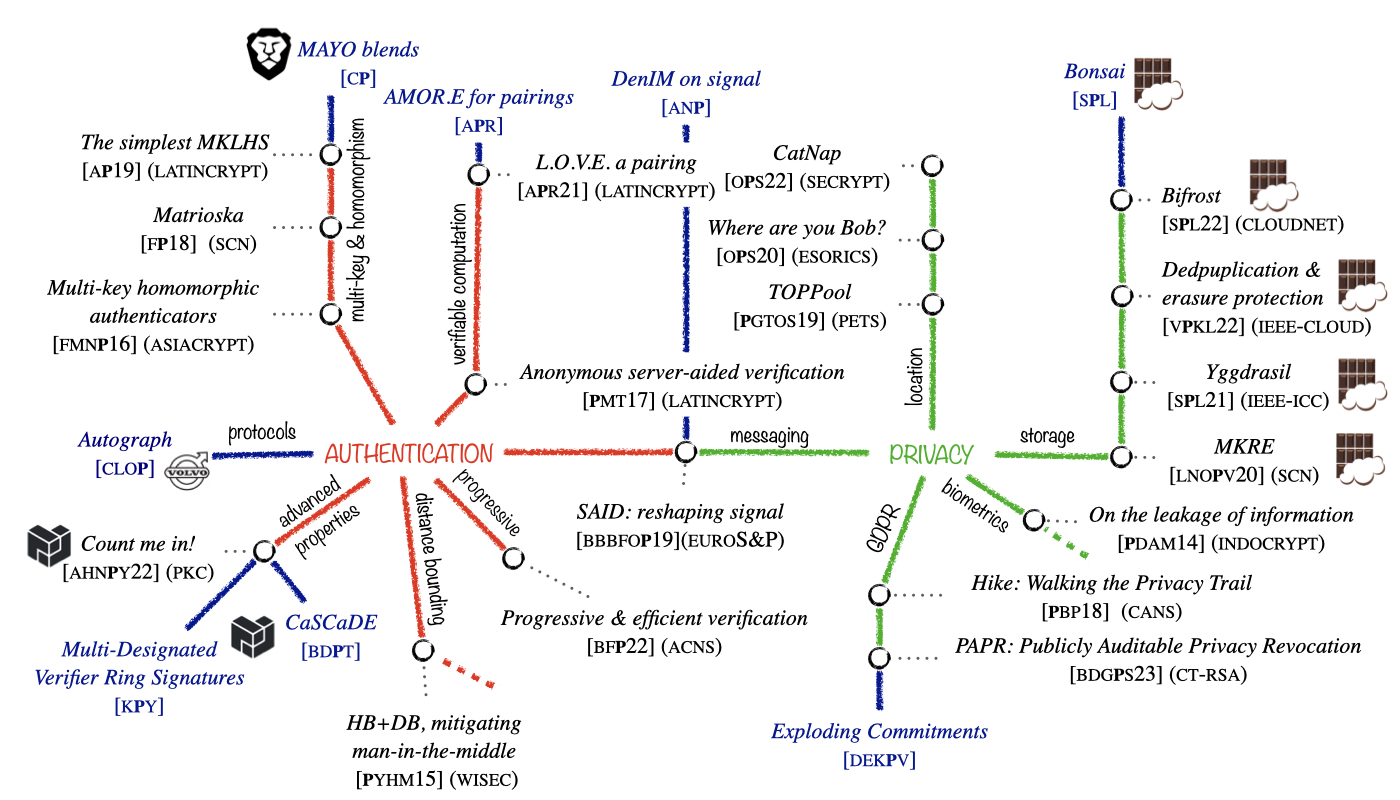 MAYO blends
[CP]
AMOR.E for pairings
[APR]
DenIM on signal
[ANP]
Bonsai
[SPL]
The simplest MKLHS
[AP19] (LATINCRYPT)
Matrioska
[FP18] (SCN)
Multi-key homomorphic
authenticators
[FMNP16] (ASIACRYPT)
multi-key & homomorphism
L.O.V.E. a pairing
[APR21] (LATINCRYPT)
verifiable computation
Anonymous server-aided verification
[PMT17] (LATINCRYPT)
CatNap
[OPS22] (SECRYPT)
Where are you Bob?
[OPS20] (ESORICS)
TOPPool
[PGTOS19] (PETS)
location
Bifrost
[SPL22] (CLOUDNET)
Dedpuplication &
erasure protection
[VPKL22] (IEEE-CLOUD)
Yggdrasil
[SPL21] (IEEE-ICC)
MKRE
[LNOPV20] (SCN)
Autograph
[CLOP]
VOLVO
protocols
AUTHENTICATION
messaging
PRIVACY
storage
advanced
properties
distance bounding
progressive
GDPR
biometrics
Count me in!
[AHNPY22] (PKC)
SAID: reshaping signal
[BBBFOP19](EUROS&P)
On the leakage of information
[PDAM14] (INDOCRYPT)
Hike: Walking the Privacy Trail
[PBP18] (CANS)
CaSCaDE
[BDPT]
Progressive & efficient verification
[BFP22] (ACNS)
PAPR: Publicly Auditable Privacy Revocation
[BDGPS23] (CT-RSA)
Multi-Designated
Verifier Ring Signatures
[KPY]
HB+DB, mitigating
man-in-the-middle
[PYHM15] (WISEC)
Exploding Commitments
[DEKPV]